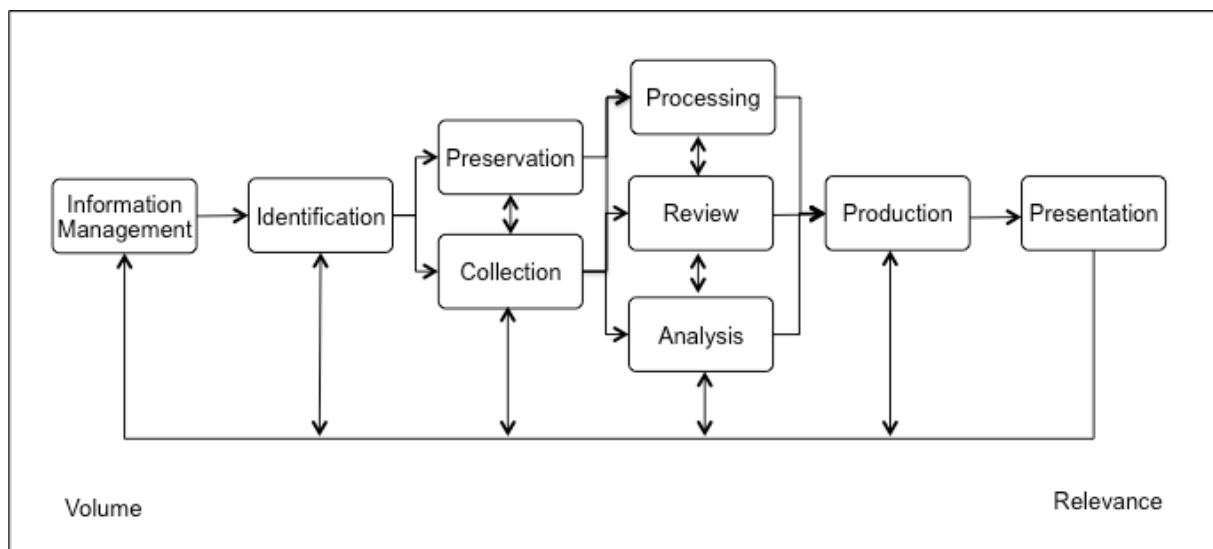 Information
Management
Identification
Preservation
Collection
Processing
Review
Analysis
Production
Presentation
Volume
Relevance